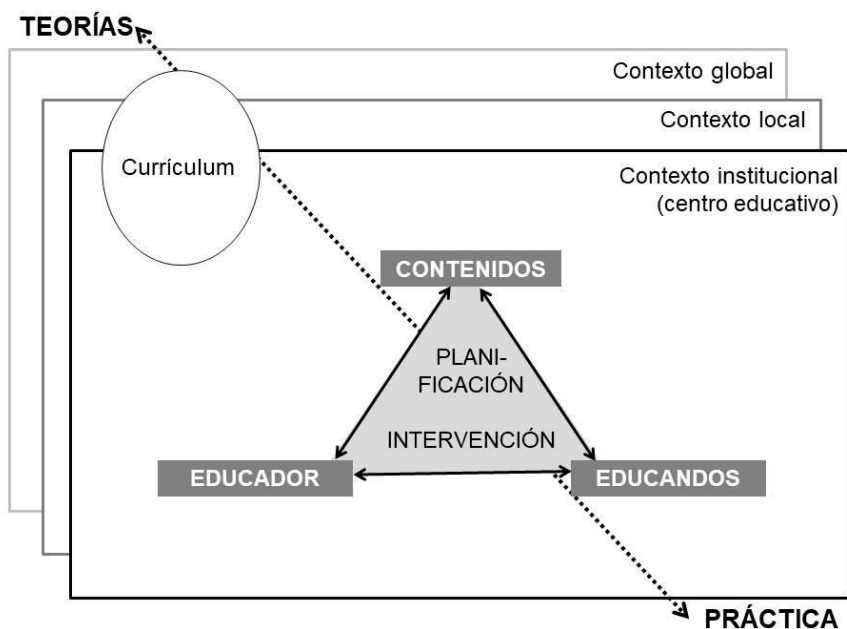 TEORÍAS
Contexto global
Contexto local
Currículum
Contexto institucional
(centro educativo)
CONTENIDOS
PLANI-
FICACIÓN
INTERVENCIÓN
EDUCADOR
EDUCANDOS
PRÁCTICA